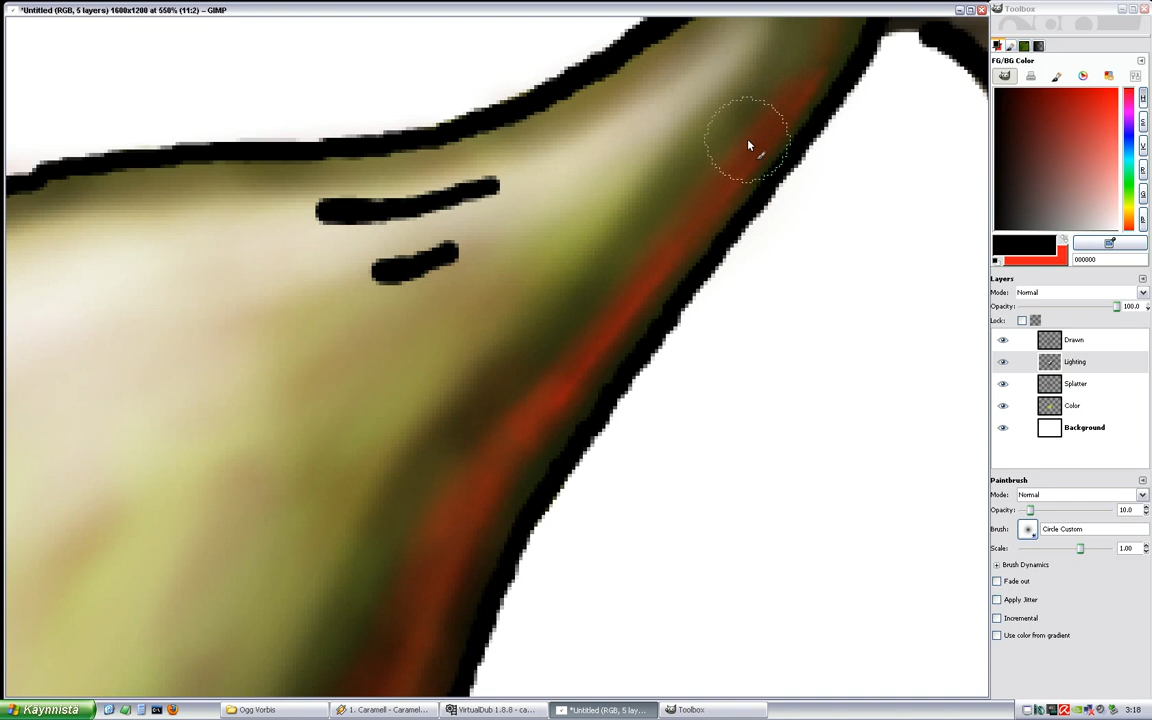 *Untitled (RGB, 5 layers) 1600x1200 at 550% (11:2) – GIMP
Toolbox
FG/BG Color
H
S
V
R
G
B
000000
Layers
Mode: Normal
Opacity: 100.0
Lock:
Drawn
Lighting
Splatter
Color
Background
Paintbrush
Mode: Normal
Opacity: 10.0
Brush: Circle Custom
Scale: 1.00
Brush Dynamics
Fade out
Apply Jitter
Incremental
Use color from gradient
Käynnistä
Ogg Vorbis
1. Caramell - Caramel...
VirtualDub 1.8.8 - ca...
*Untitled (RGB, 5 lay...
Toolbox
3:18